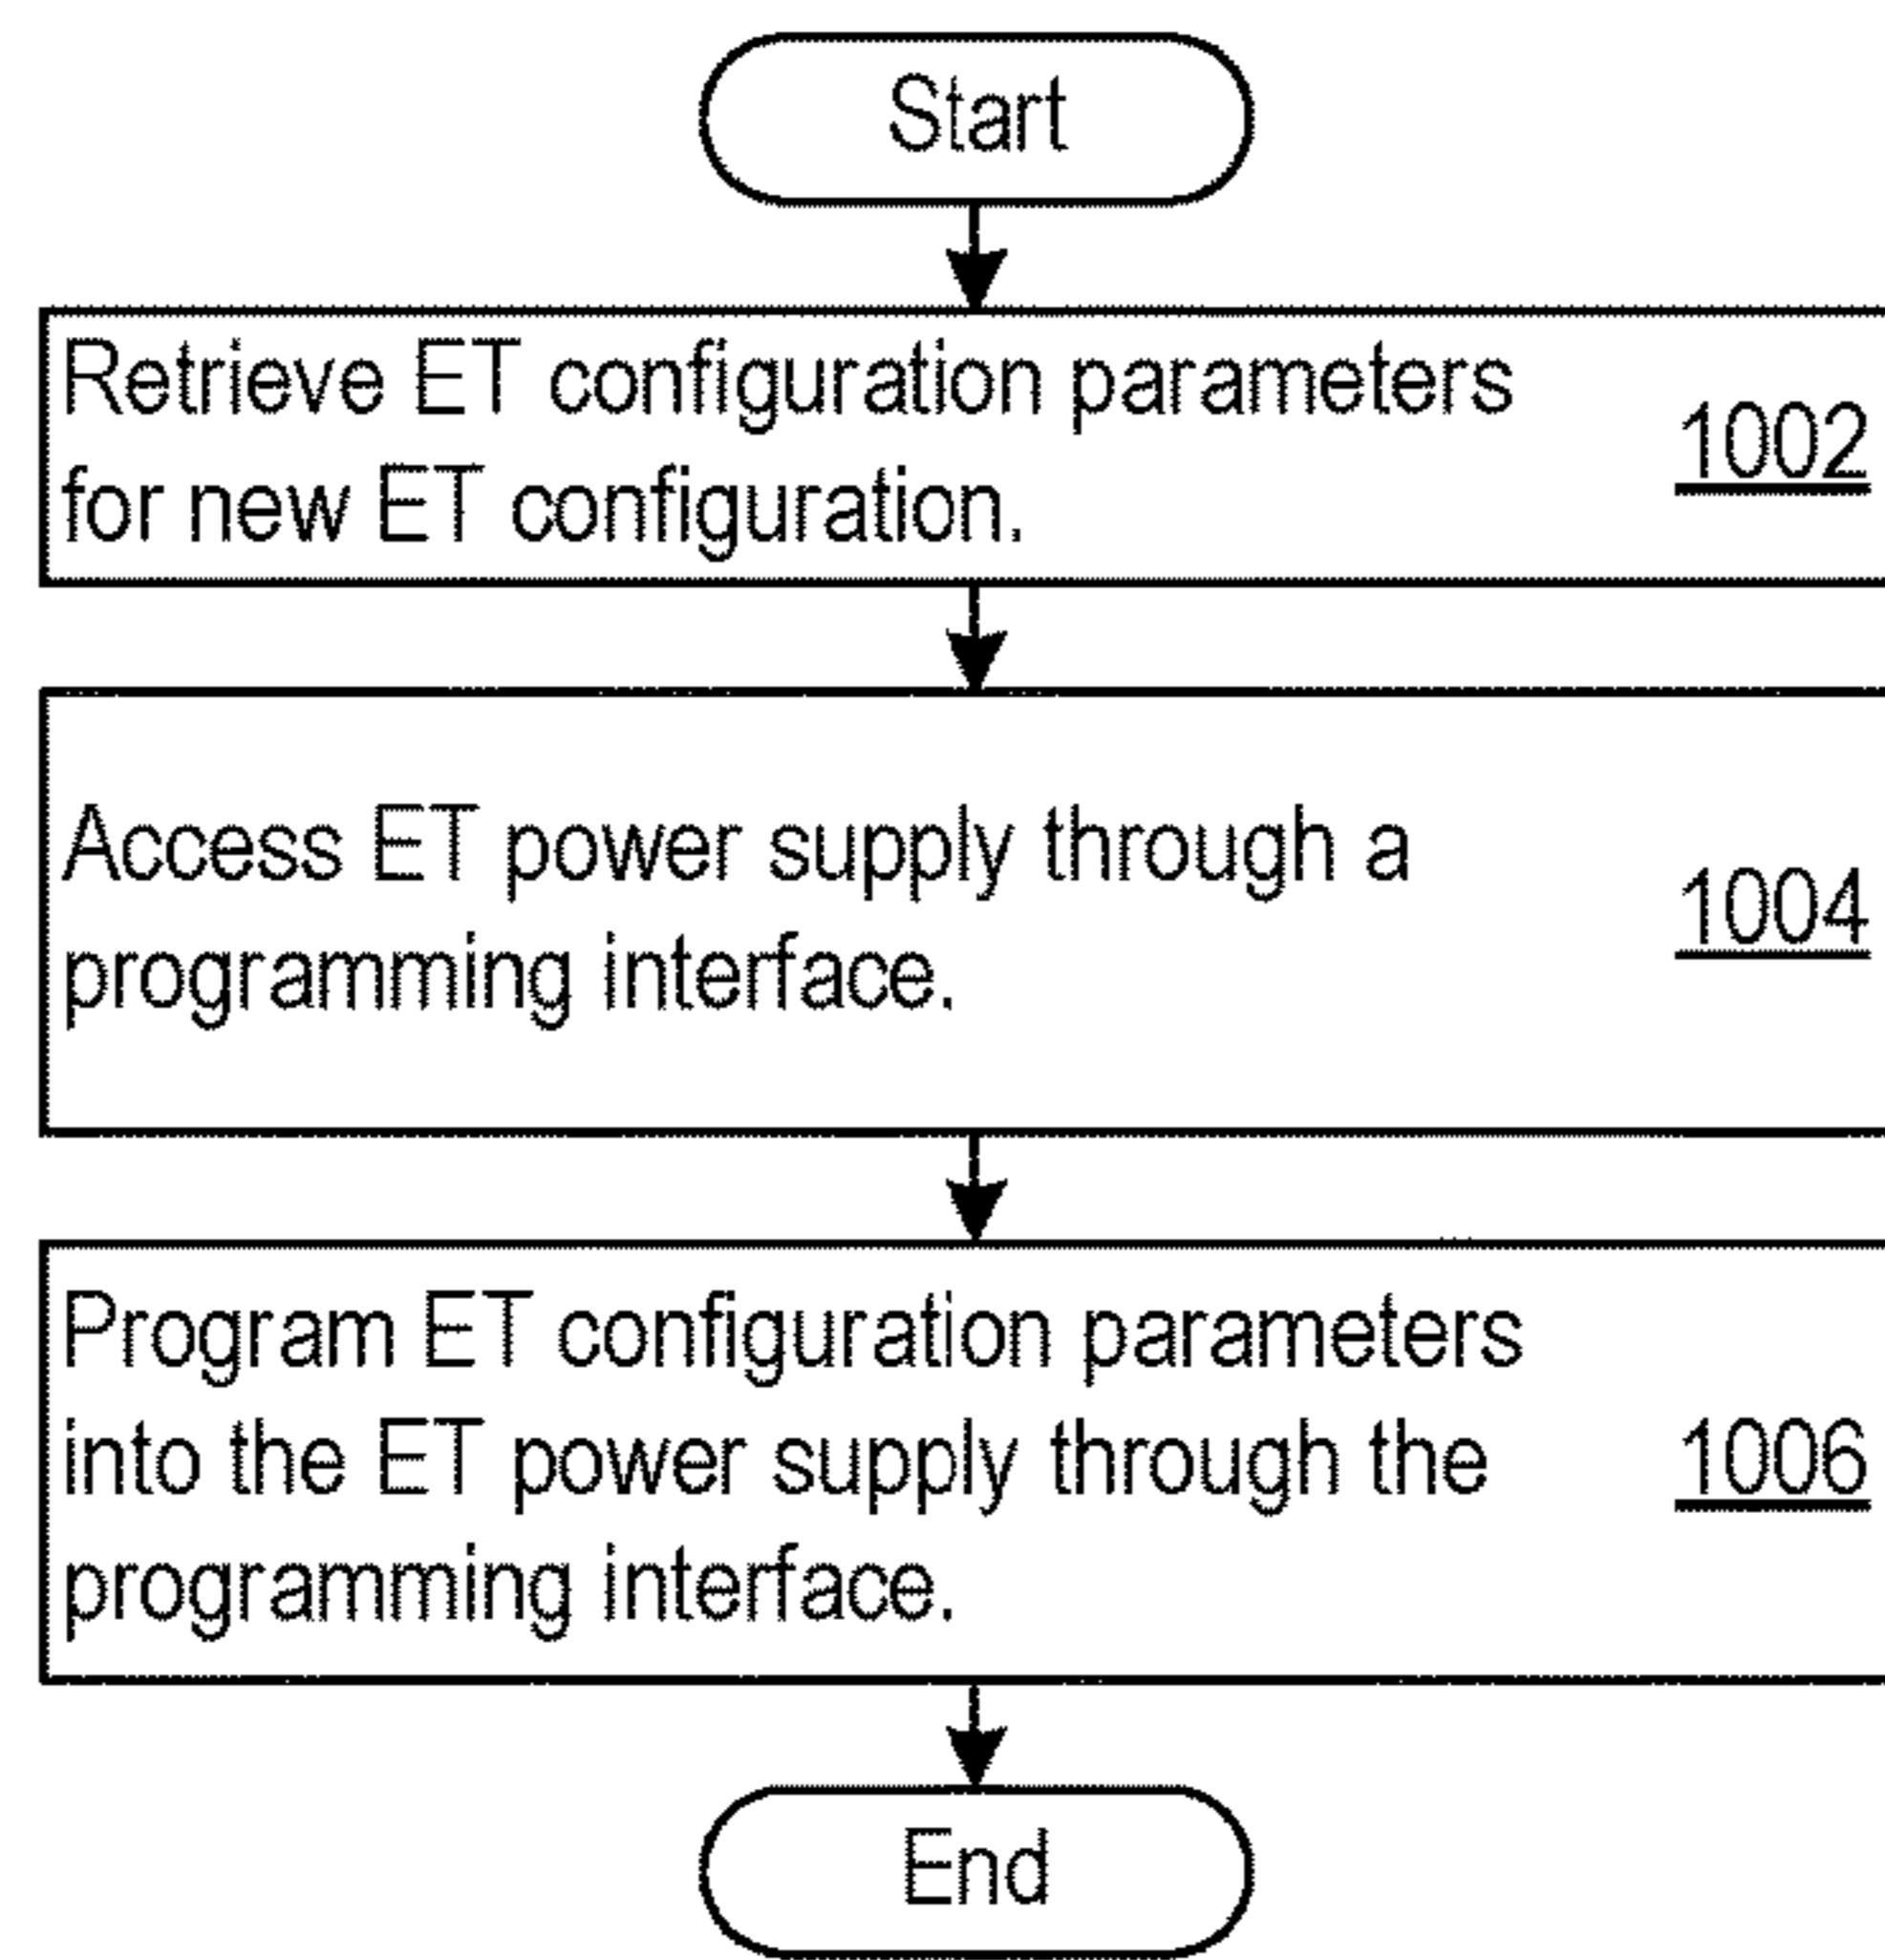 Start
Retrieve ET configuration parameters
for new ET configuration.
1002
Access ET power supply through a
programming interface.
1004
Program ET configuration parameters
into the ET power supply through the
programming interface.
1006
End